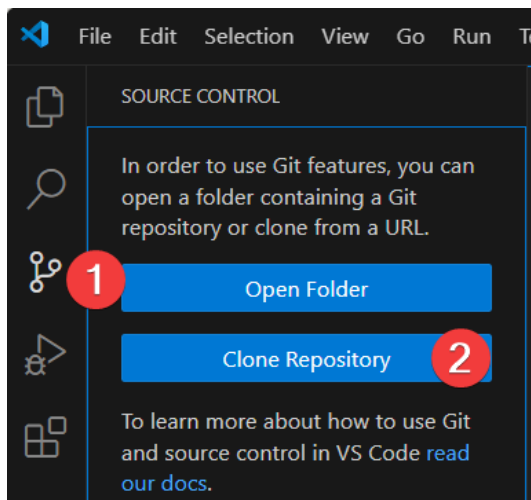 File Edit Selection View Go Run
SOURCE CONTROL
In order to use Git features, you can
open a folder containing a Git
repository or clone from a URL.
1
Open Folder
Clone Repository
2
To learn more about how to use Git
and source control in VS Code read
our docs.